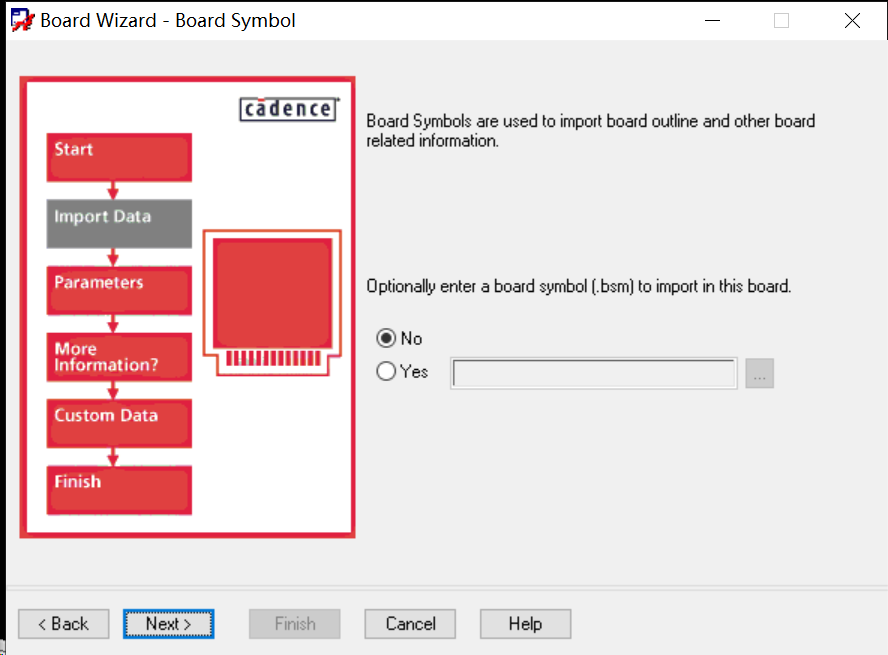 Board Wizard - Board Symbol
cadence
Start
Import Data
Parameters
More
Information?
Custom Data
Finish
Board Symbols are used to import board outline and other board
related information.
Optionally enter a board symbol (.bsm) to import in this board.
No
Yes
...
< Back
Next >
Finish
Cancel
Help